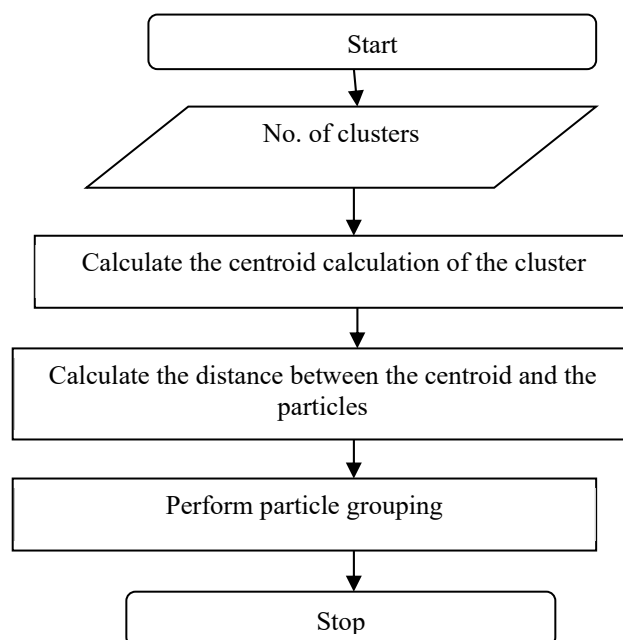 Start
No. of clusters
Calculate the centroid calculation of the cluster
Calculate the distance between the centroid and the
particles
Perform particle grouping
Stop